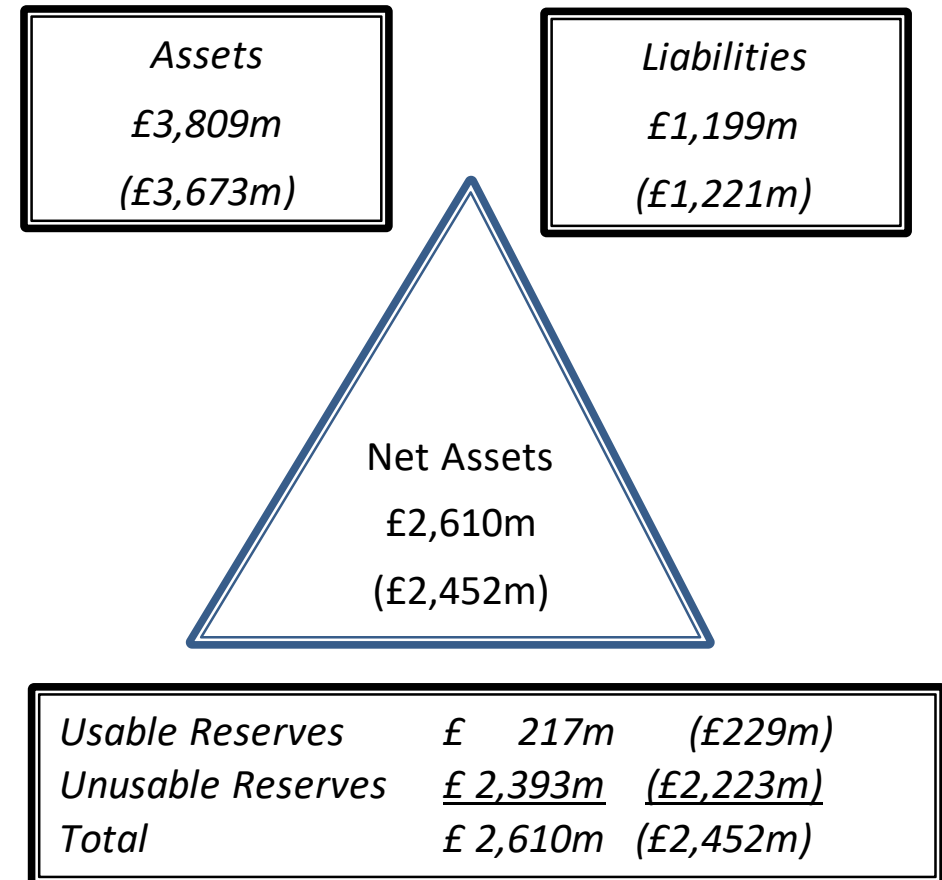 Assets
£3,809m
(£3,673m)
Liabilities
£1,199m
(£1,221m)
Net Assets
£2,610m
(£2,452m)
Usable Reserves £ 217m (£229m)
Unusable Reserves £ 2,393m (£2,223m)
Total £ 2,610m (£2,452m)